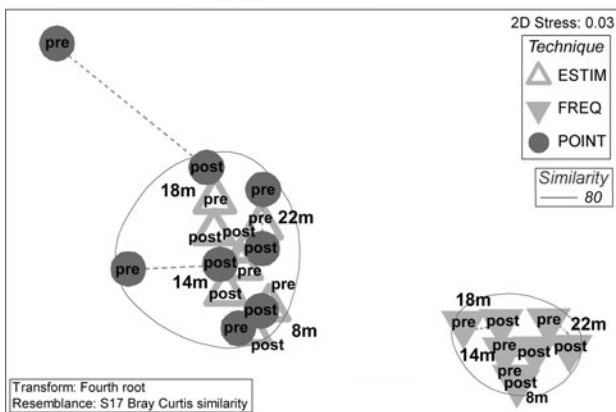 2D Stress: 0.03
Technique
ESTIM
FREQ
POINT
Similarity
80
pre
post
18m
pre
pre
pre
22m
post
post
post
pre
post
pre
14m
post
post
8m
pre
post
18m
pre
post
pre
22m
14m
pre
post
post
pre
post
8m
Transform: Fourth root
Resemblance: S17 Bray Curtis similarity